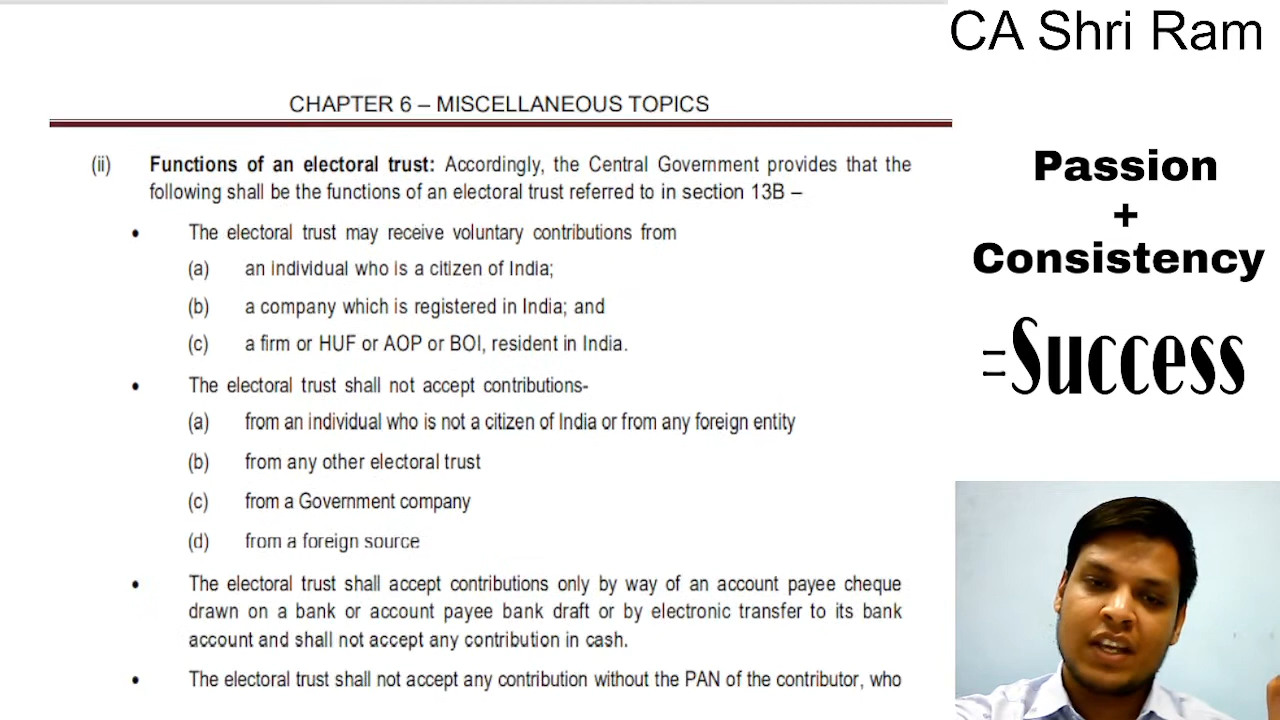 CA Shri Ram
CHAPTER 6 – MISCELLANEOUS TOPICS
(ii) Functions of an electoral trust: Accordingly, the Central Government provides that the
following shall be the functions of an electoral trust referred to in section 13B –
• The electoral trust may receive voluntary contributions from
(a) an individual who is a citizen of India;
(b) a company which is registered in India; and
(c) a firm or HUF or AOP or BOI, resident in India.
• The electoral trust shall not accept contributions-
(a) from an individual who is not a citizen of India or from any foreign entity
(b) from any other electoral trust
(c) from a Government company
(d) from a foreign source
• The electoral trust shall accept contributions only by way of an account payee cheque
drawn on a bank or account payee bank draft or by electronic transfer to its bank
account and shall not accept any contribution in cash.
• The electoral trust shall not accept any contribution without the PAN of the contributor, who
Passion
+
Consistency
=Success